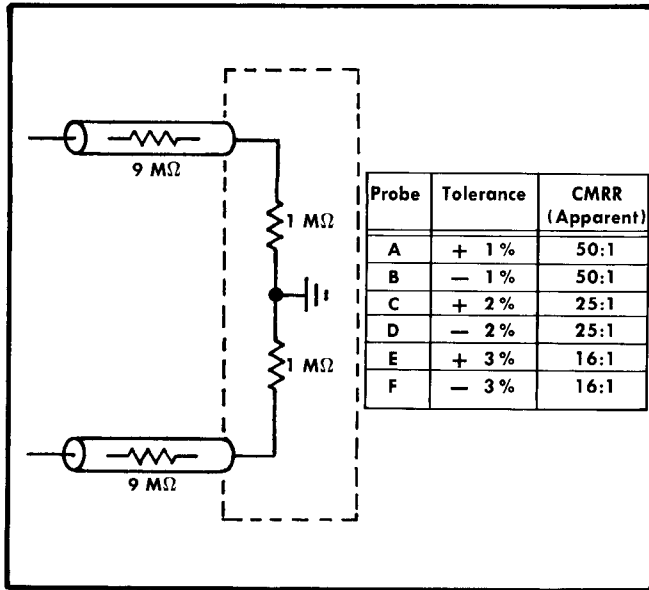 9 MΩ
1 MΩ
1 MΩ
9 MΩ
Probe Tolerance CMRR (Apparent)
A + 1% 50:1
B – 1% 50:1
C + 2% 25:1
D – 2% 25:1
E + 3% 16:1
F – 3% 16:1